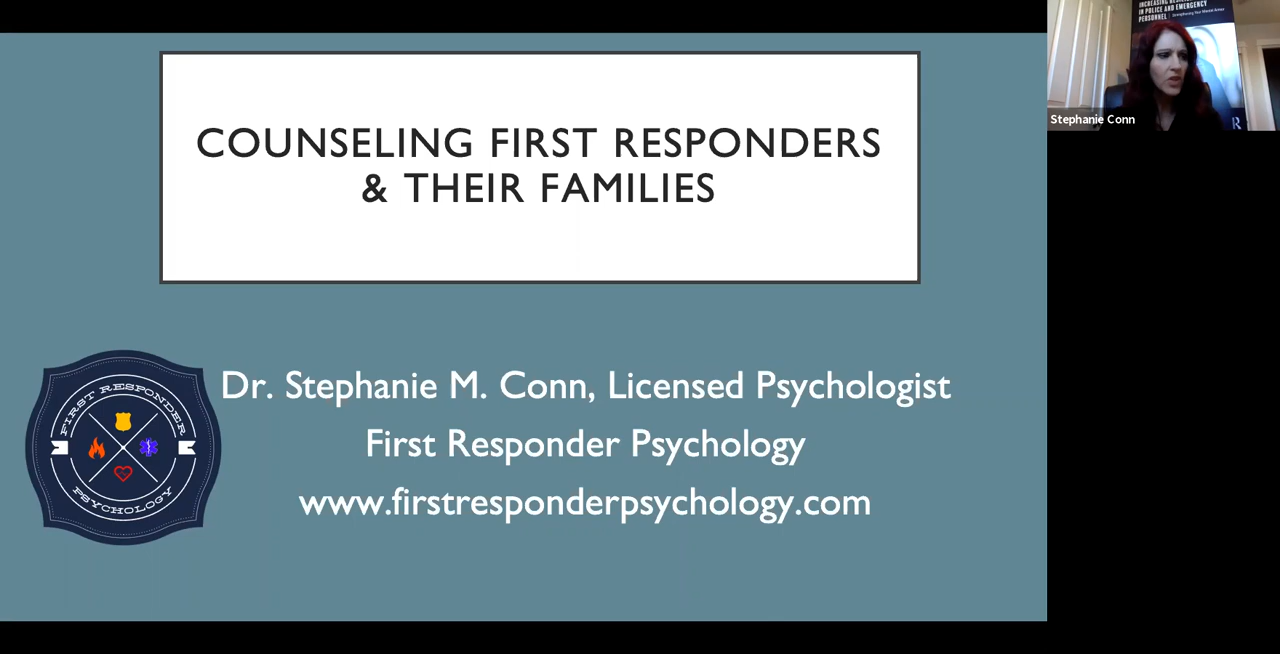 COUNSELING FIRST RESPONDERS
& THEIR FAMILIES
Dr. Stephanie M. Conn, Licensed Psychologist
First Responder Psychology
www.firstresponderpsychology.com
FIRST RESPONDER
PSYCHOLOGY
IN POLICE AND EMERGENCY
PERSONNEL
Stephanie Conn
R